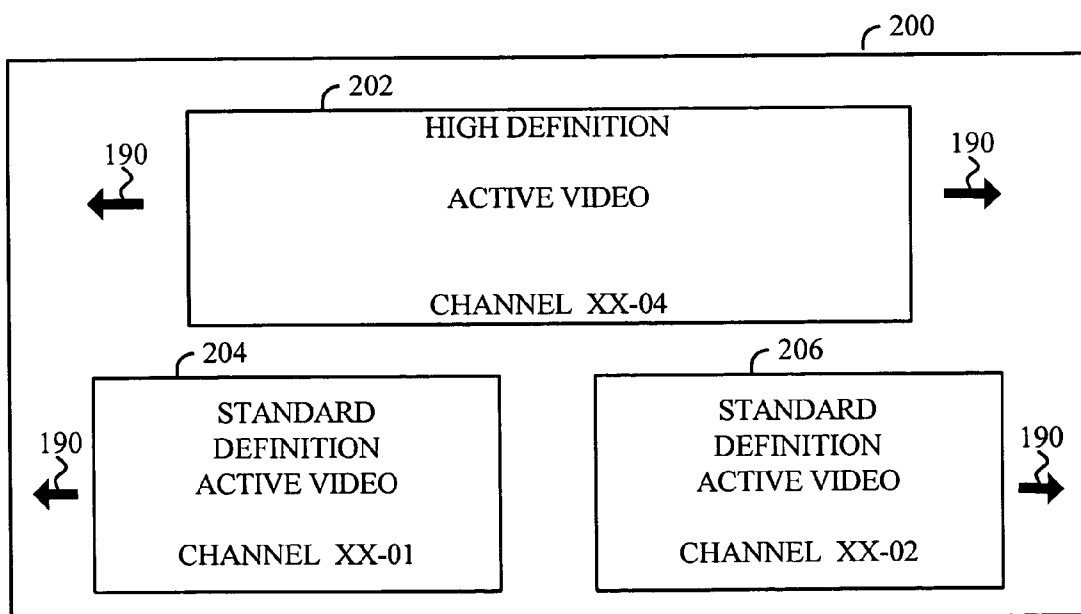 200
202
HIGH DEFINITION
190
190
ACTIVE VIDEO
CHANNEL XX-04
204
206
STANDARD
DEFINITION
ACTIVE VIDEO
CHANNEL XX-01
STANDARD
DEFINITION
ACTIVE VIDEO
CHANNEL XX-02
190
190